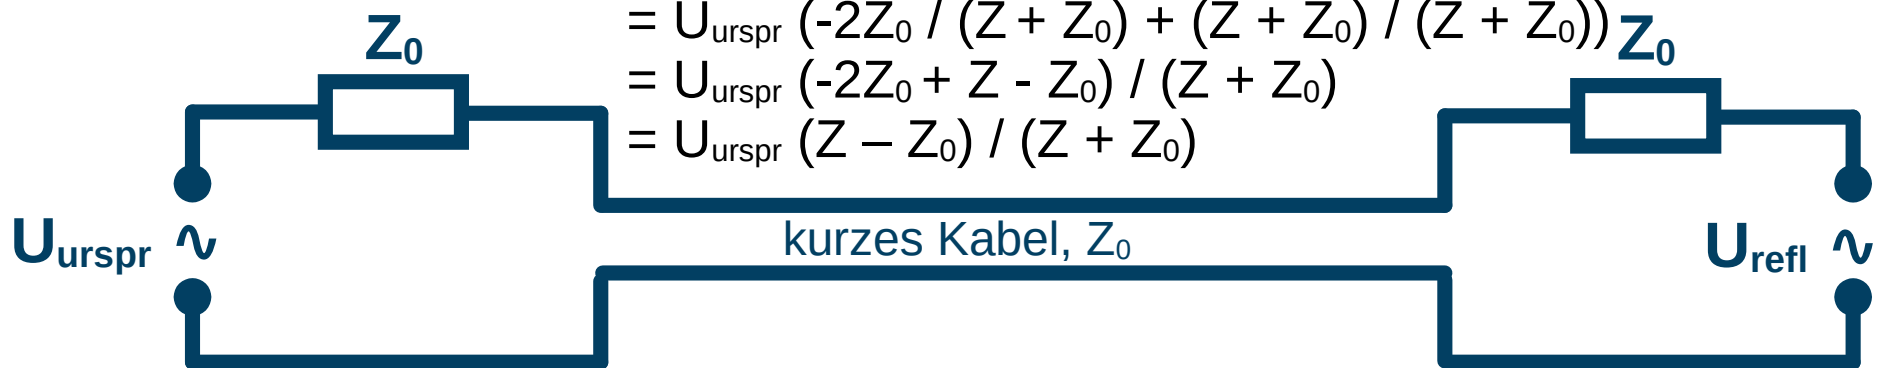 = Uurspr (-2Z0 / (Z + Z0) + (Z + Z0) / (Z + Z0))
Z0
Z0
= Uurspr (-2Z0 + Z - Z0) / (Z + Z0)
= Uurspr (Z – Z0) / (Z + Z0)
Uurspr ∿
kurzes Kabel, Z0
Urefl ∿